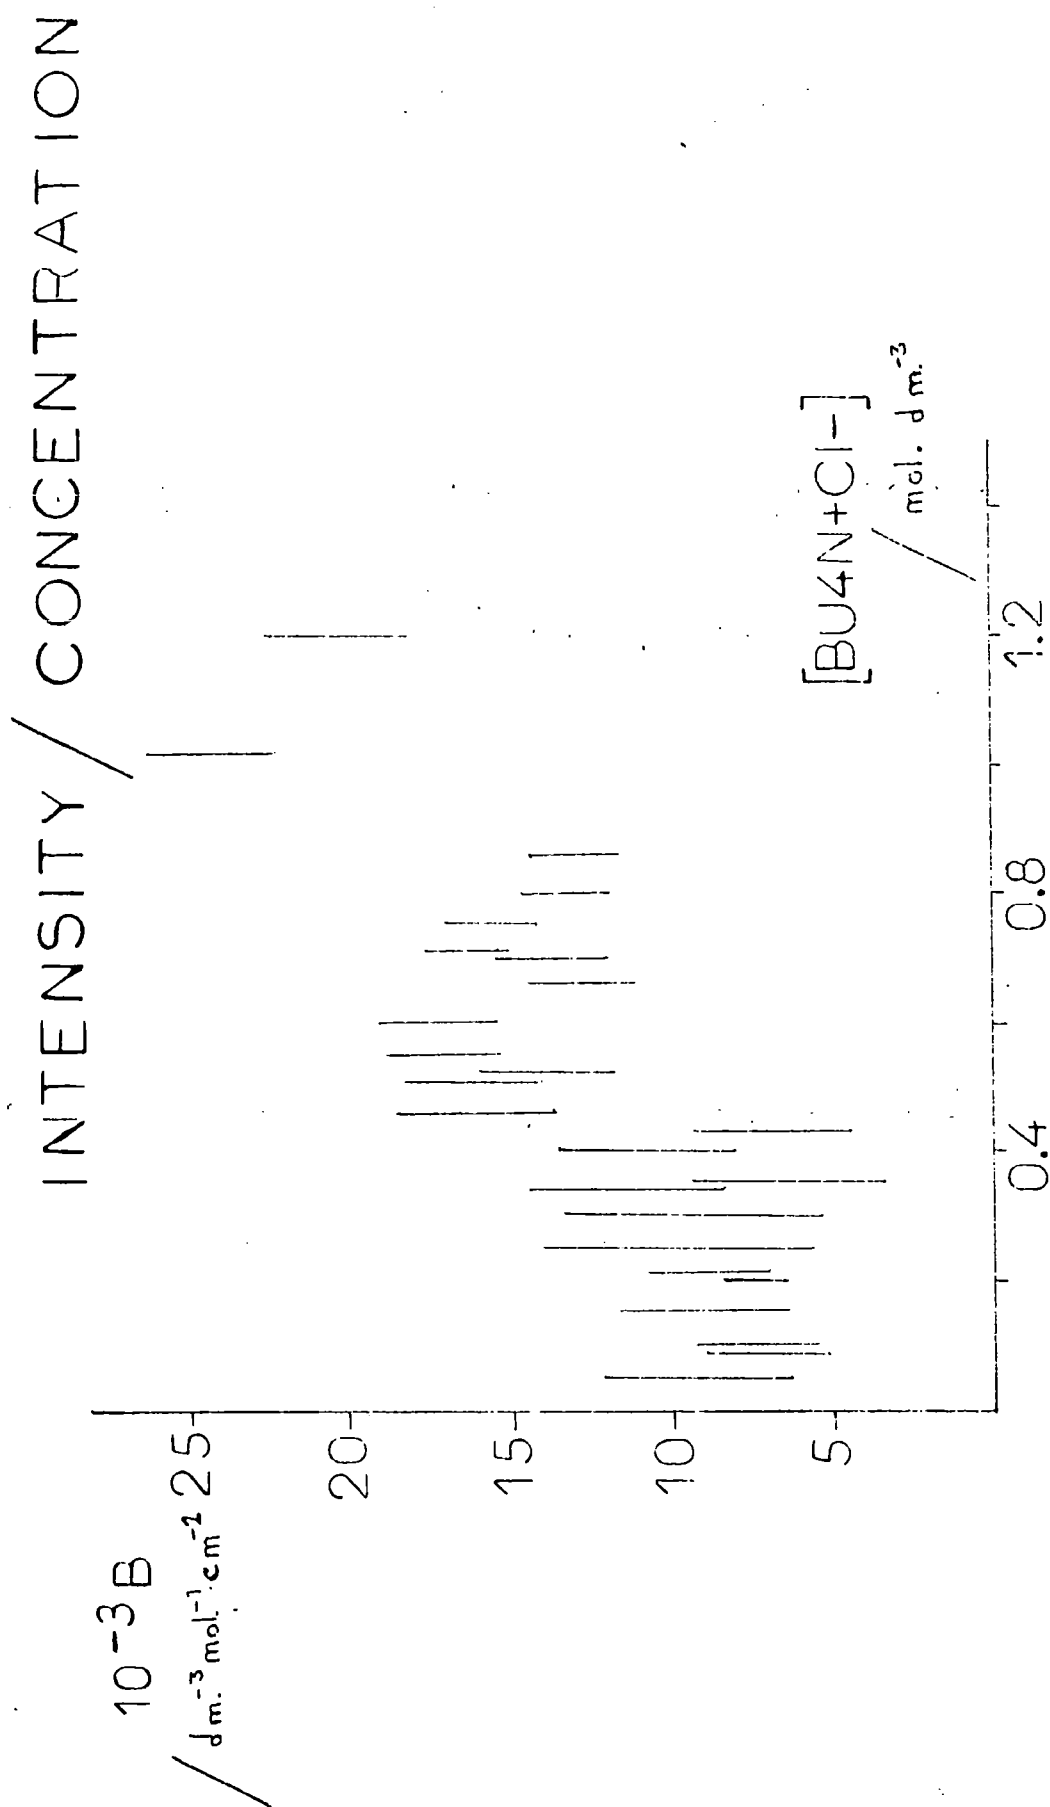 INTENSITY / CONCENTRATION
10⁻³B
/ dm.⁻³ mol.⁻¹ cm⁻²
25
20
15
10
5
[BU4N+Cl-]
/ mol. dm.⁻³
0.4
0.8
1.2